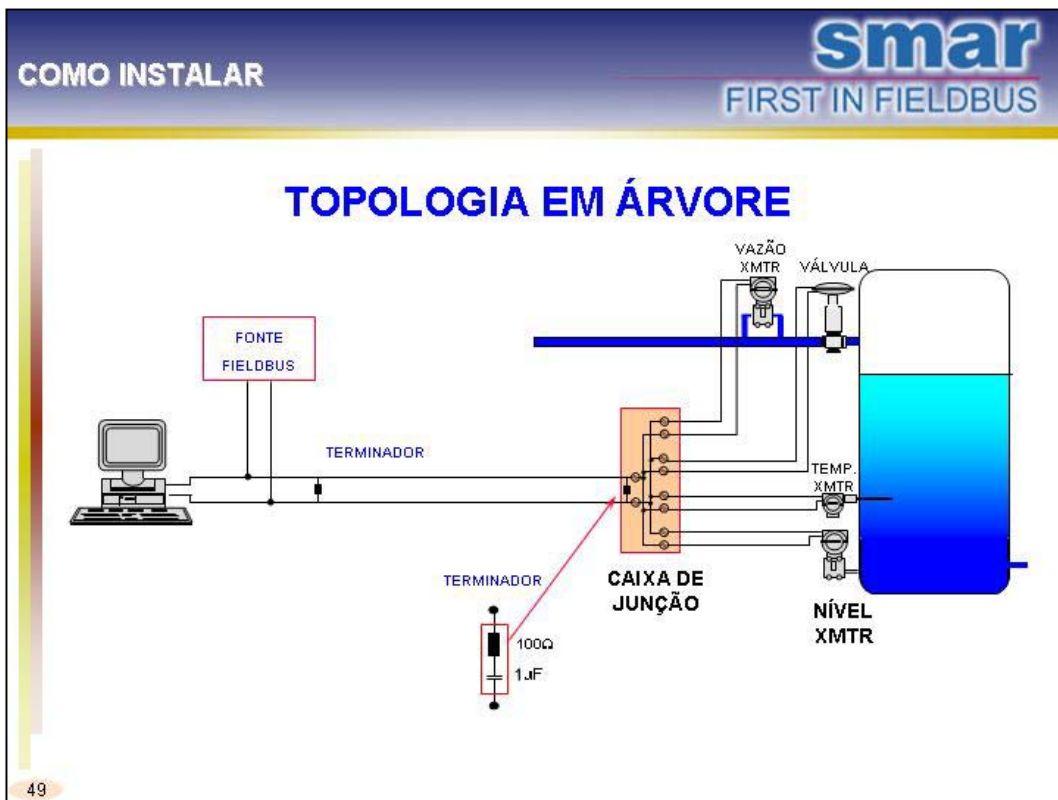 COMO INSTALAR
smar
FIRST IN FIELDBUS
TOPOLOGIA EM ÁRVORE
VAZÃO
XMTR
VÁLVULA
FONTE
FIELDBUS
TERMINADOR
TEMP.
XMTR
TERMINADOR
CAIXA DE
JUNÇÃO
NÍVEL
XMTR
100Ω
1µF
49